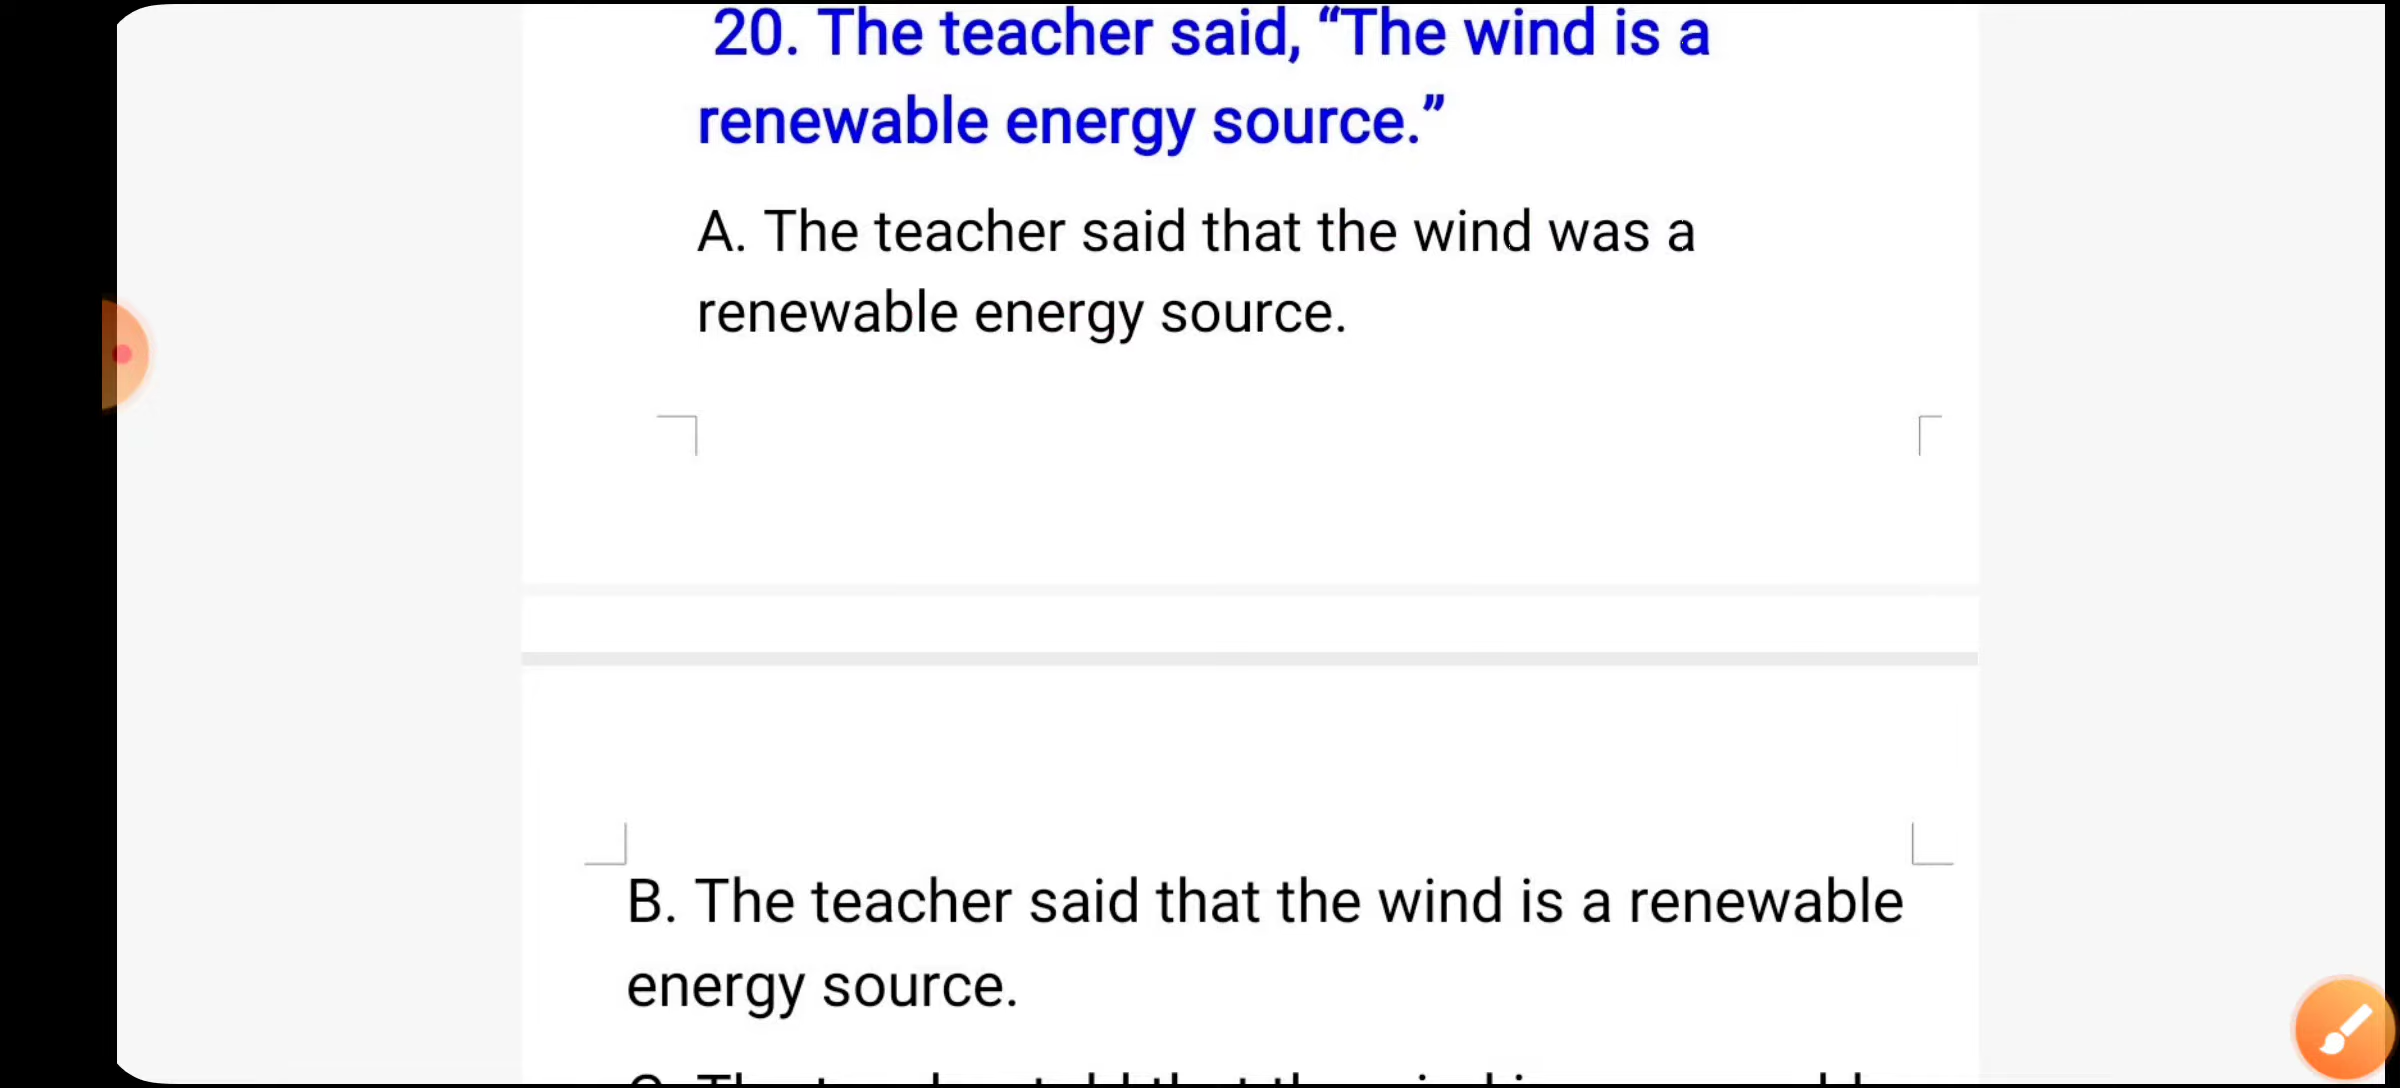 20. The teacher said, “The wind is a
renewable energy source.”
A. The teacher said that the wind was a
renewable energy source.
B. The teacher said that the wind is a renewable
energy source.